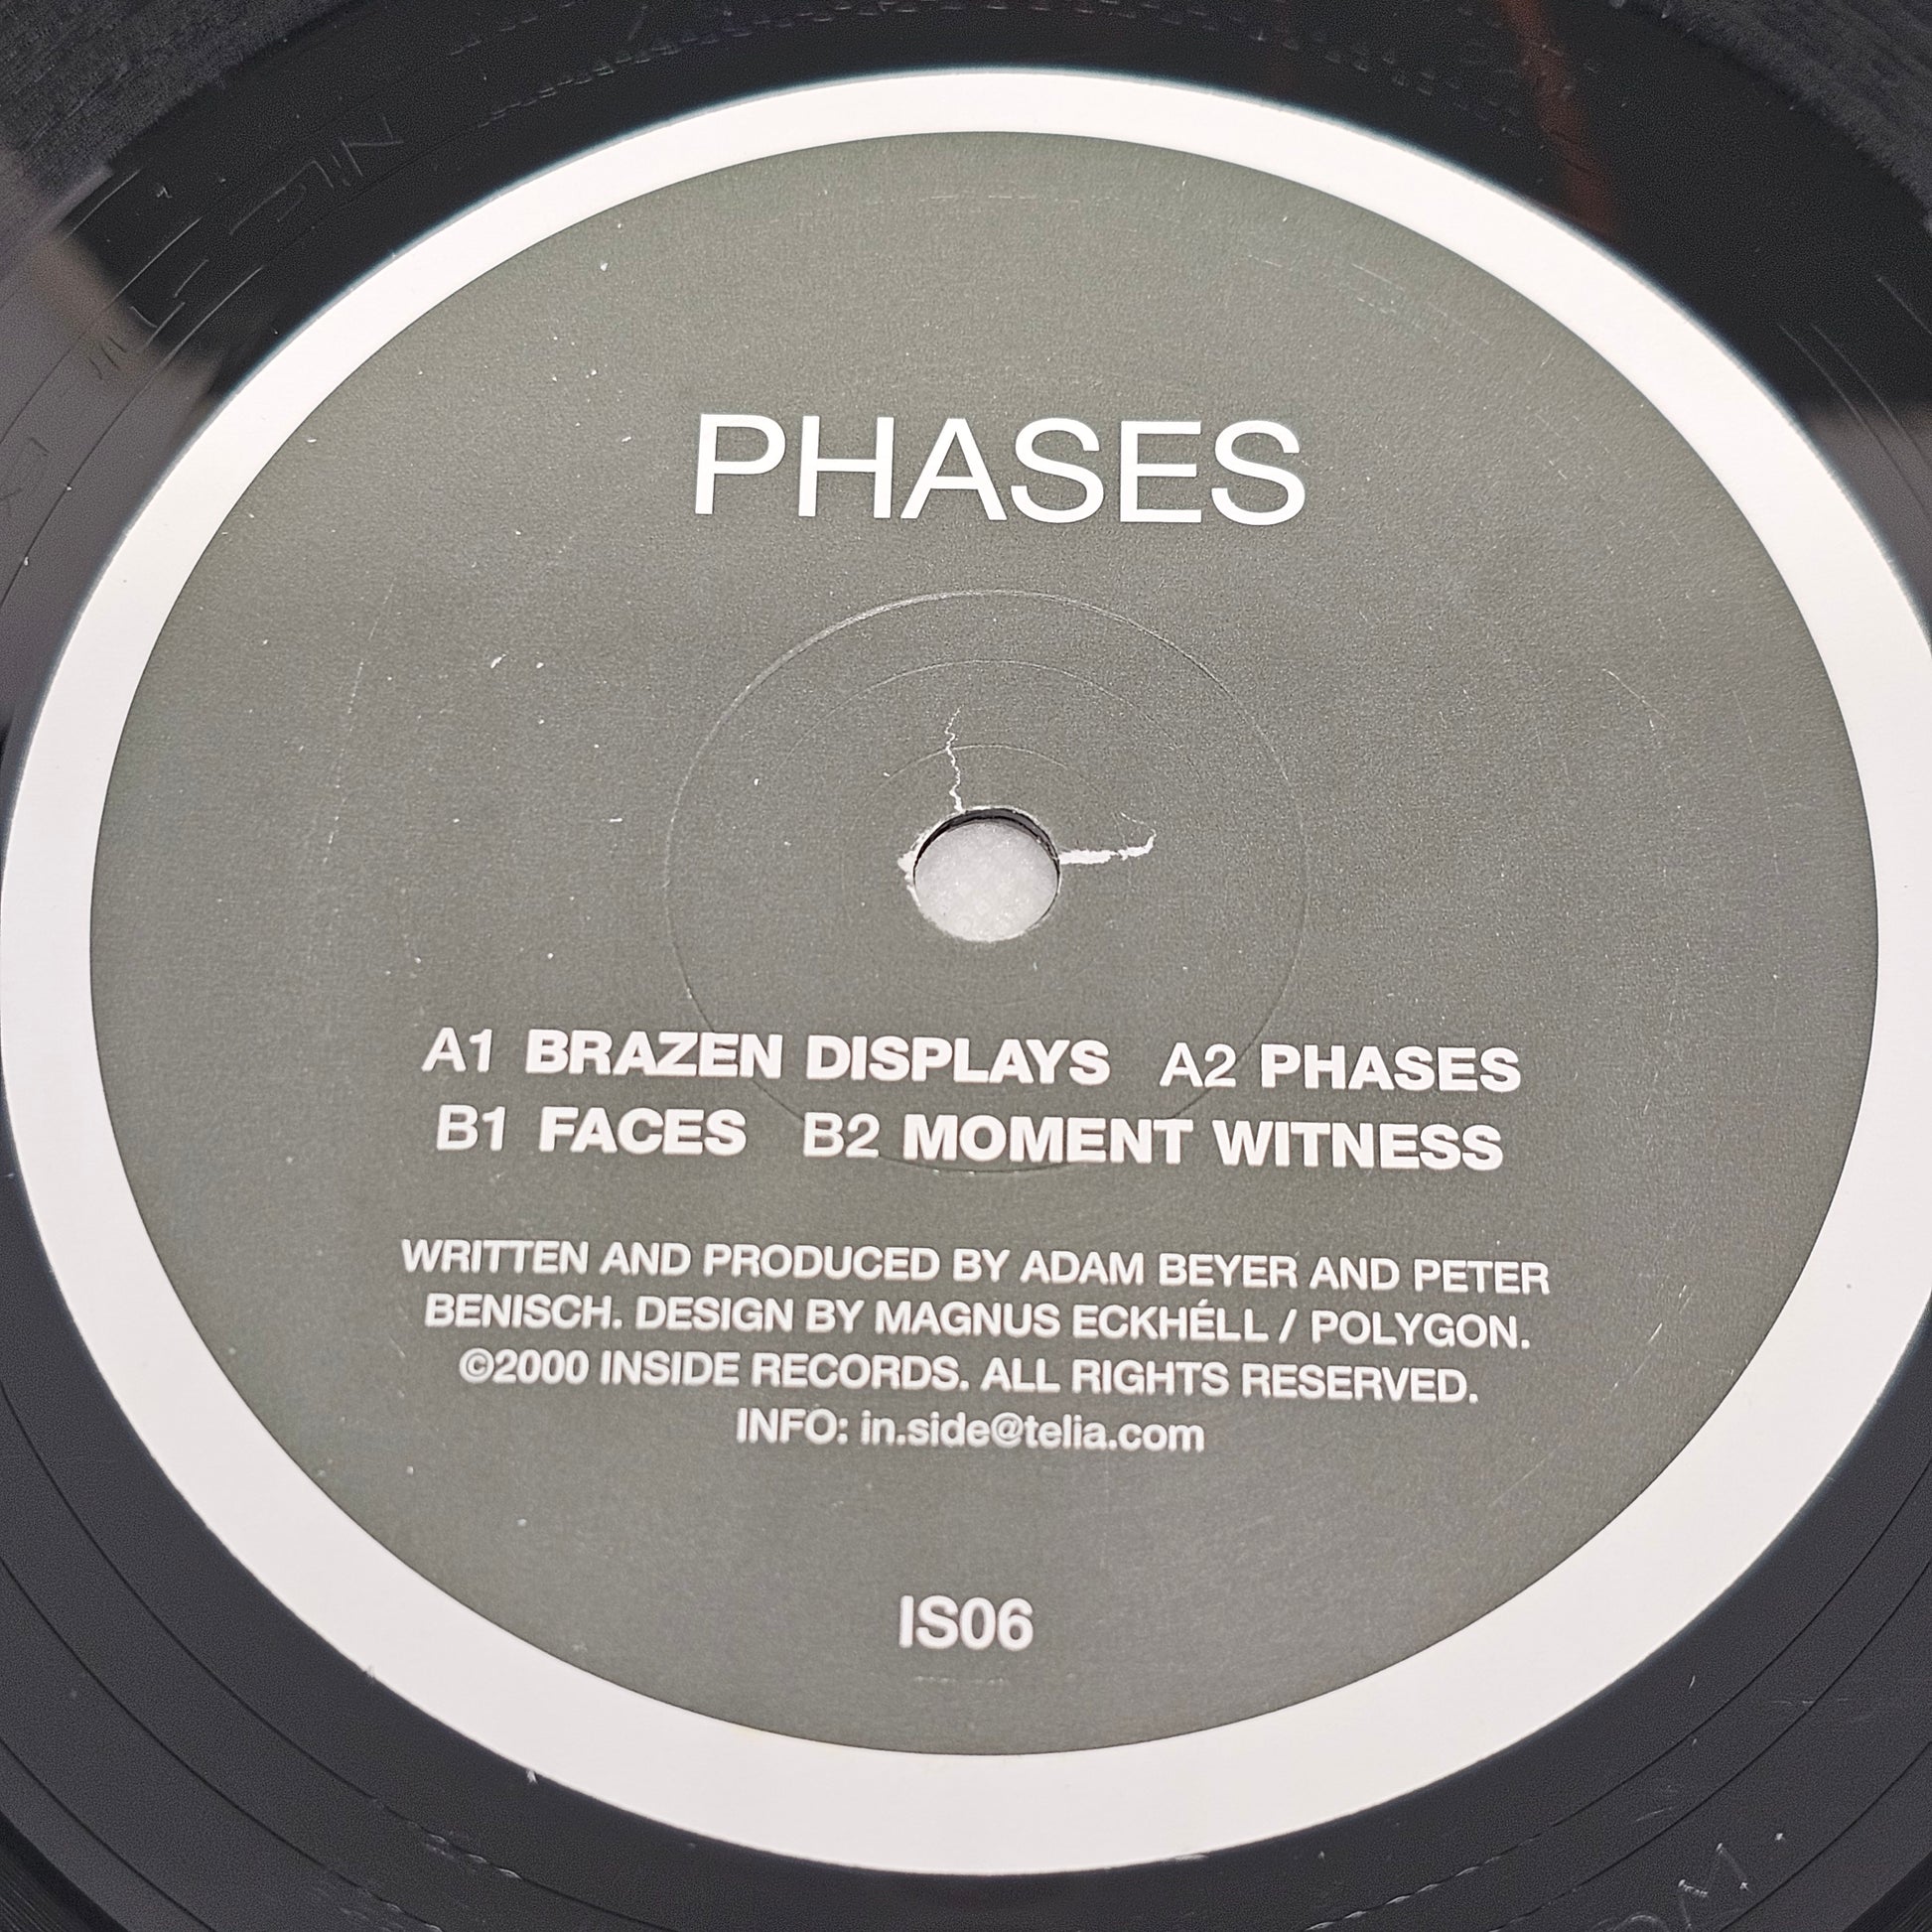 PHASES
A1 BRAZEN DISPLAYS A2 PHASES
B1 FACES B2 MOMENT WITNESS
WRITTEN AND PRODUCED BY ADAM BEYER AND PETER
BENISCH. DESIGN BY MAGNUS ECKHÉLL / POLYGON.
©2000 INSIDE RECORDS. ALL RIGHTS RESERVED.
INFO: in.side@telia.com
IS06